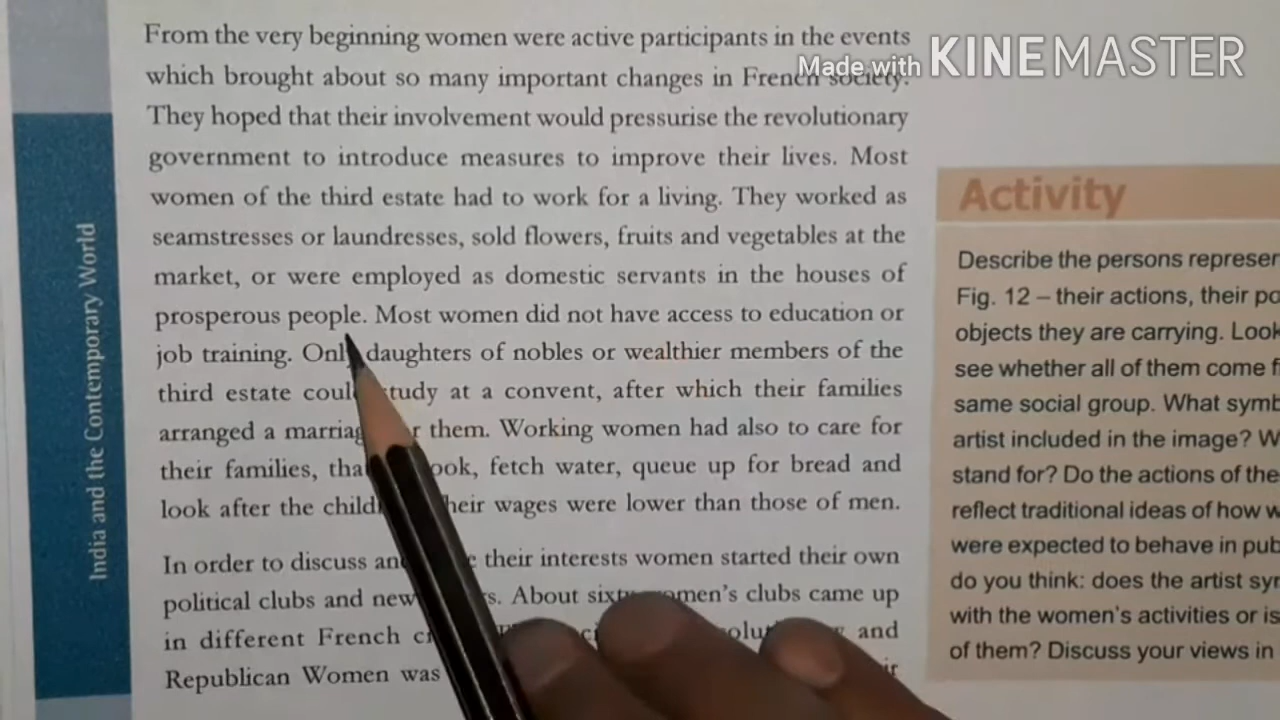 From the very beginning women were active participants in the events
which brought about so many important changes in French society.
They hoped that their involvement would pressurise the revolutionary
government to introduce measures to improve their lives. Most
women of the third estate had to work for a living. They worked as
seamstresses or laundresses, sold flowers, fruits and vegetables at the
market, or were employed as domestic servants in the houses of
prosperous people. Most women did not have access to education or
job training. Only daughters of nobles or wealthier members of the
third estate could study at a convent, after which their families
arranged a marriage for them. Working women had also to care for
their families, that cook, fetch water, queue up for bread and
look after the children. Their wages were lower than those of men.
In order to discuss and their interests women started their own
political clubs and newspapers. About sixty women's clubs came up
in different French and
Republican Women was
Made with KINEMASTER
India and the Contemporary World
Activity
Describe the persons
Fig. 12 – their actions, their
objects they are carrying. Look
see whether all of them come
same social group. What
artist included in the image?
stand for? Do the actions of the
reflect traditional ideas of how
were expected to behave in
do you think: does the artist
with the women's activities or is
of them? Discuss your views in